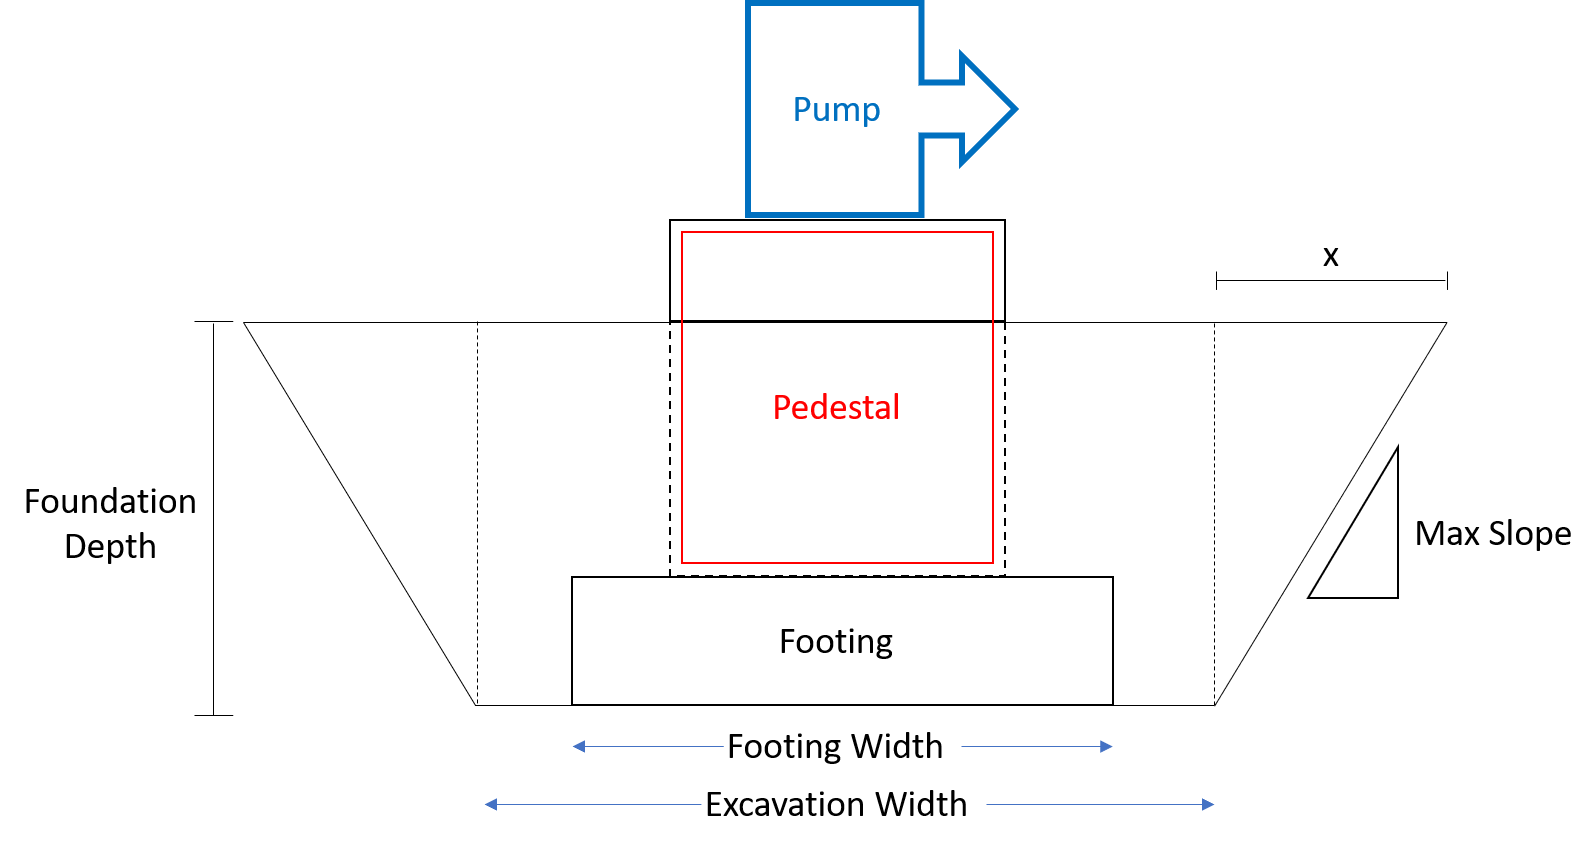 Pump
x
Pedestal
Foundation
Depth
Max Slope
Footing
Footing Width
Excavation Width